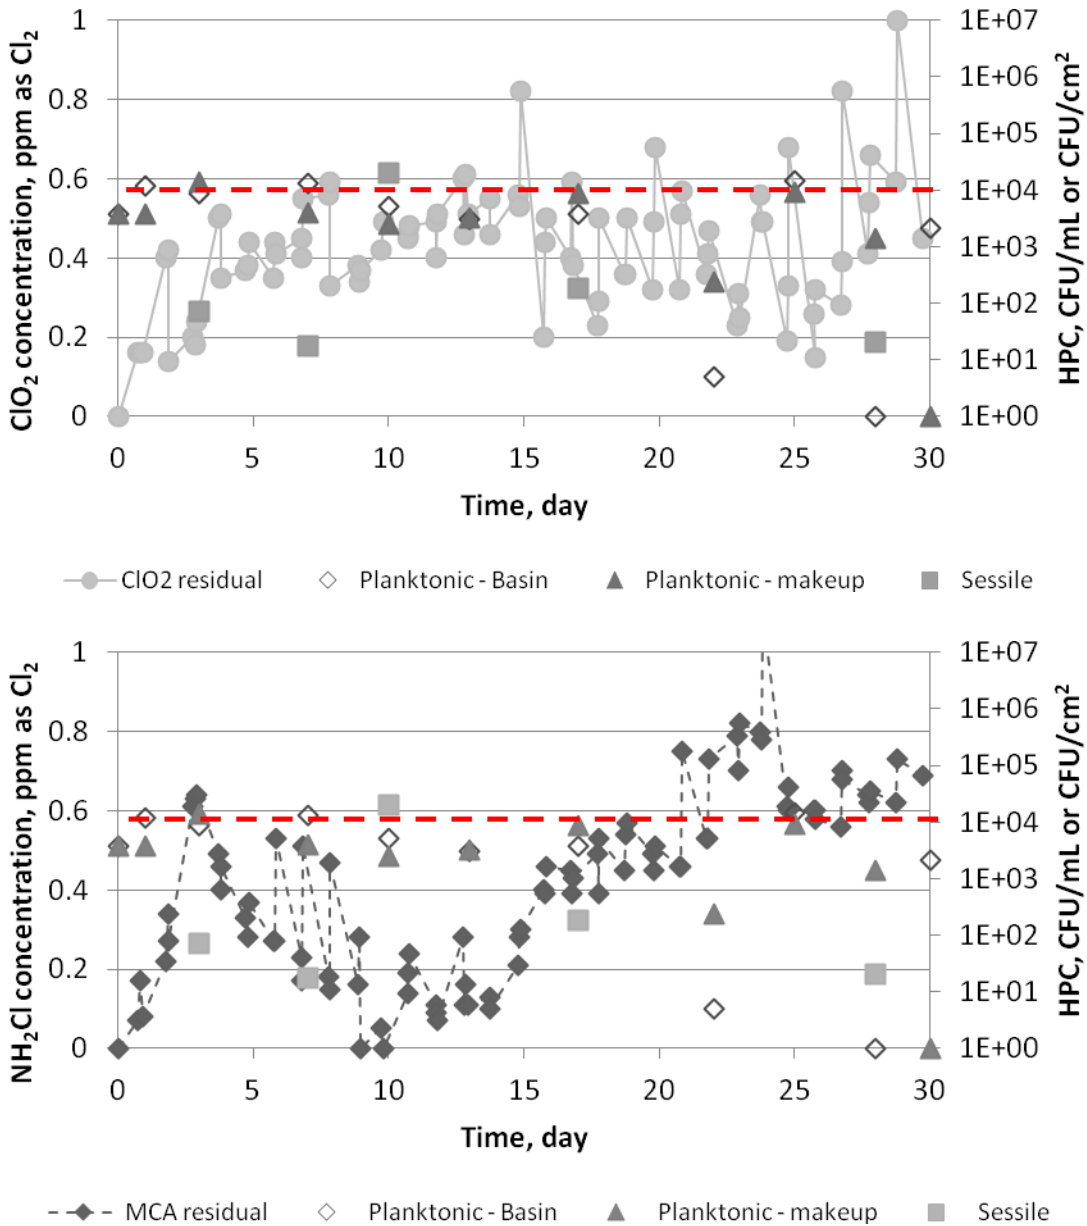 ClO₂ concentration, ppm as Cl₂
1
0.8
0.6
0.4
0.2
0
1E+07
1E+06
1E+05
1E+04
1E+03
1E+02
1E+01
1E+00
HPC, CFU/mL or CFU/cm²
0 5 10 15 20 25 30
Time, day
ClO2 residual Planktonic - Basin Planktonic - makeup Sessile
NH₂Cl concentration, ppm as Cl₂
1
0.8
0.6
0.4
0.2
0
1E+07
1E+06
1E+05
1E+04
1E+03
1E+02
1E+01
1E+00
HPC, CFU/mL or CFU/cm²
0 5 10 15 20 25 30
Time, day
MCA residual Planktonic - Basin Planktonic - makeup Sessile